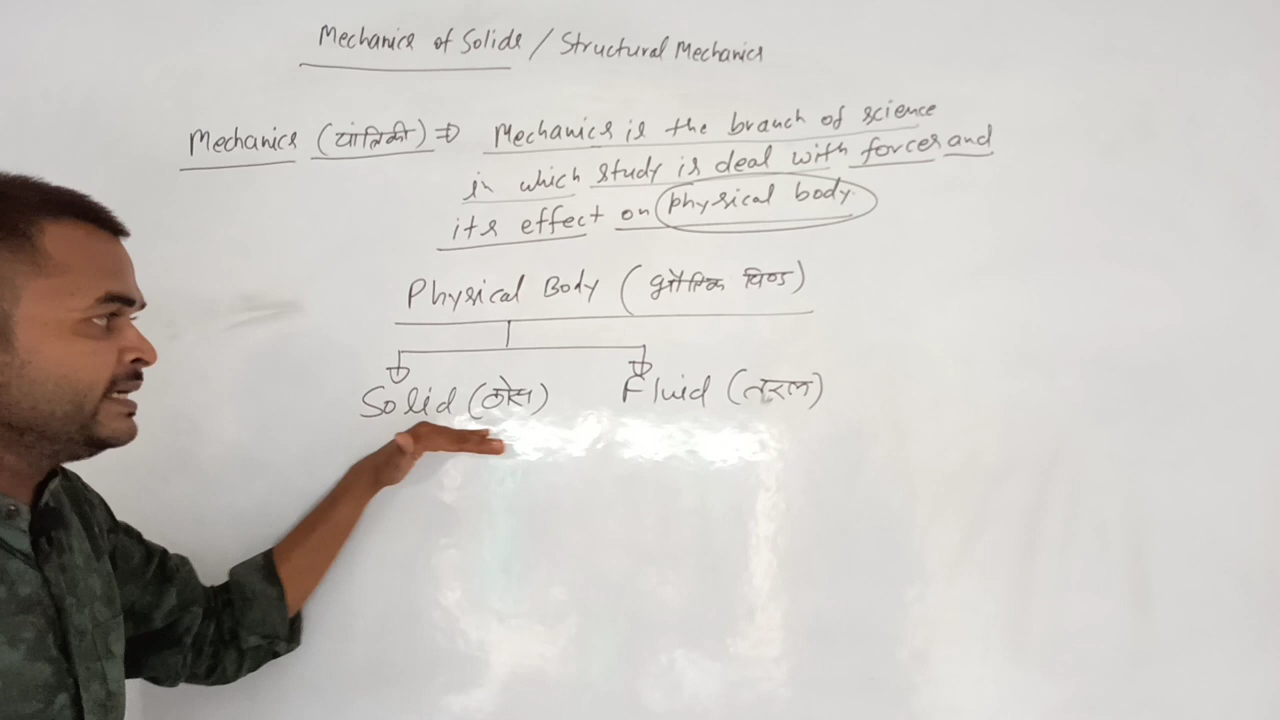 Mechanics of Solids / Structural Mechanics
Mechanics (यांत्रिकी) ⇒ Mechanics is the branch of science
in which study is deal with forces and
its effect on physical body.
Physical Body (भौतिक पिण्ड)
Solid (ठोस) Fluid (तरल)